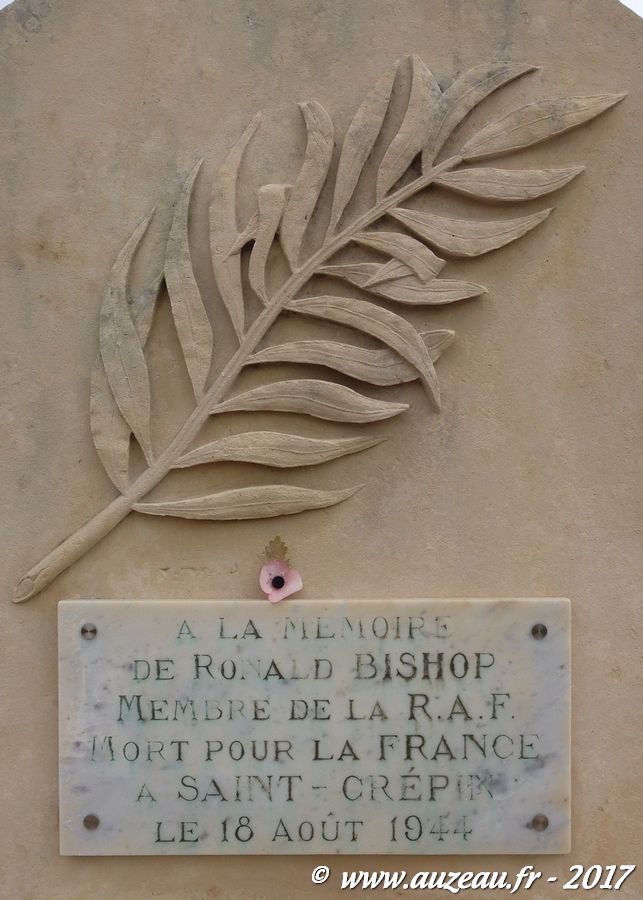 A LA MEMOIRE
DE RONALD BISHOP
MEMBRE DE LA R.A.F.
MORT POUR LA FRANCE
A SAINT-CRÉPIN
LE 18 AOÛT 1944
© www.auzeau.fr - 2017